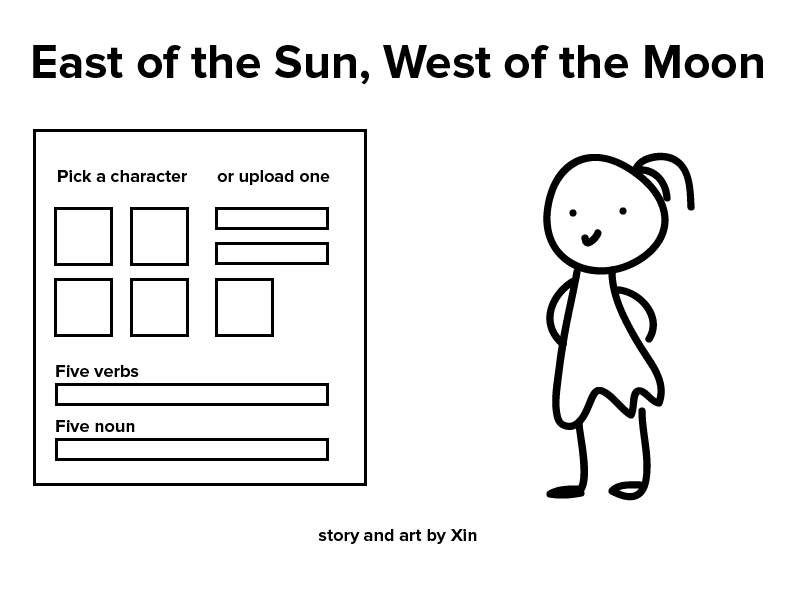 East of the Sun, West of the Moon
Pick a character
or upload one
Five verbs
Five noun
story and art by Xin